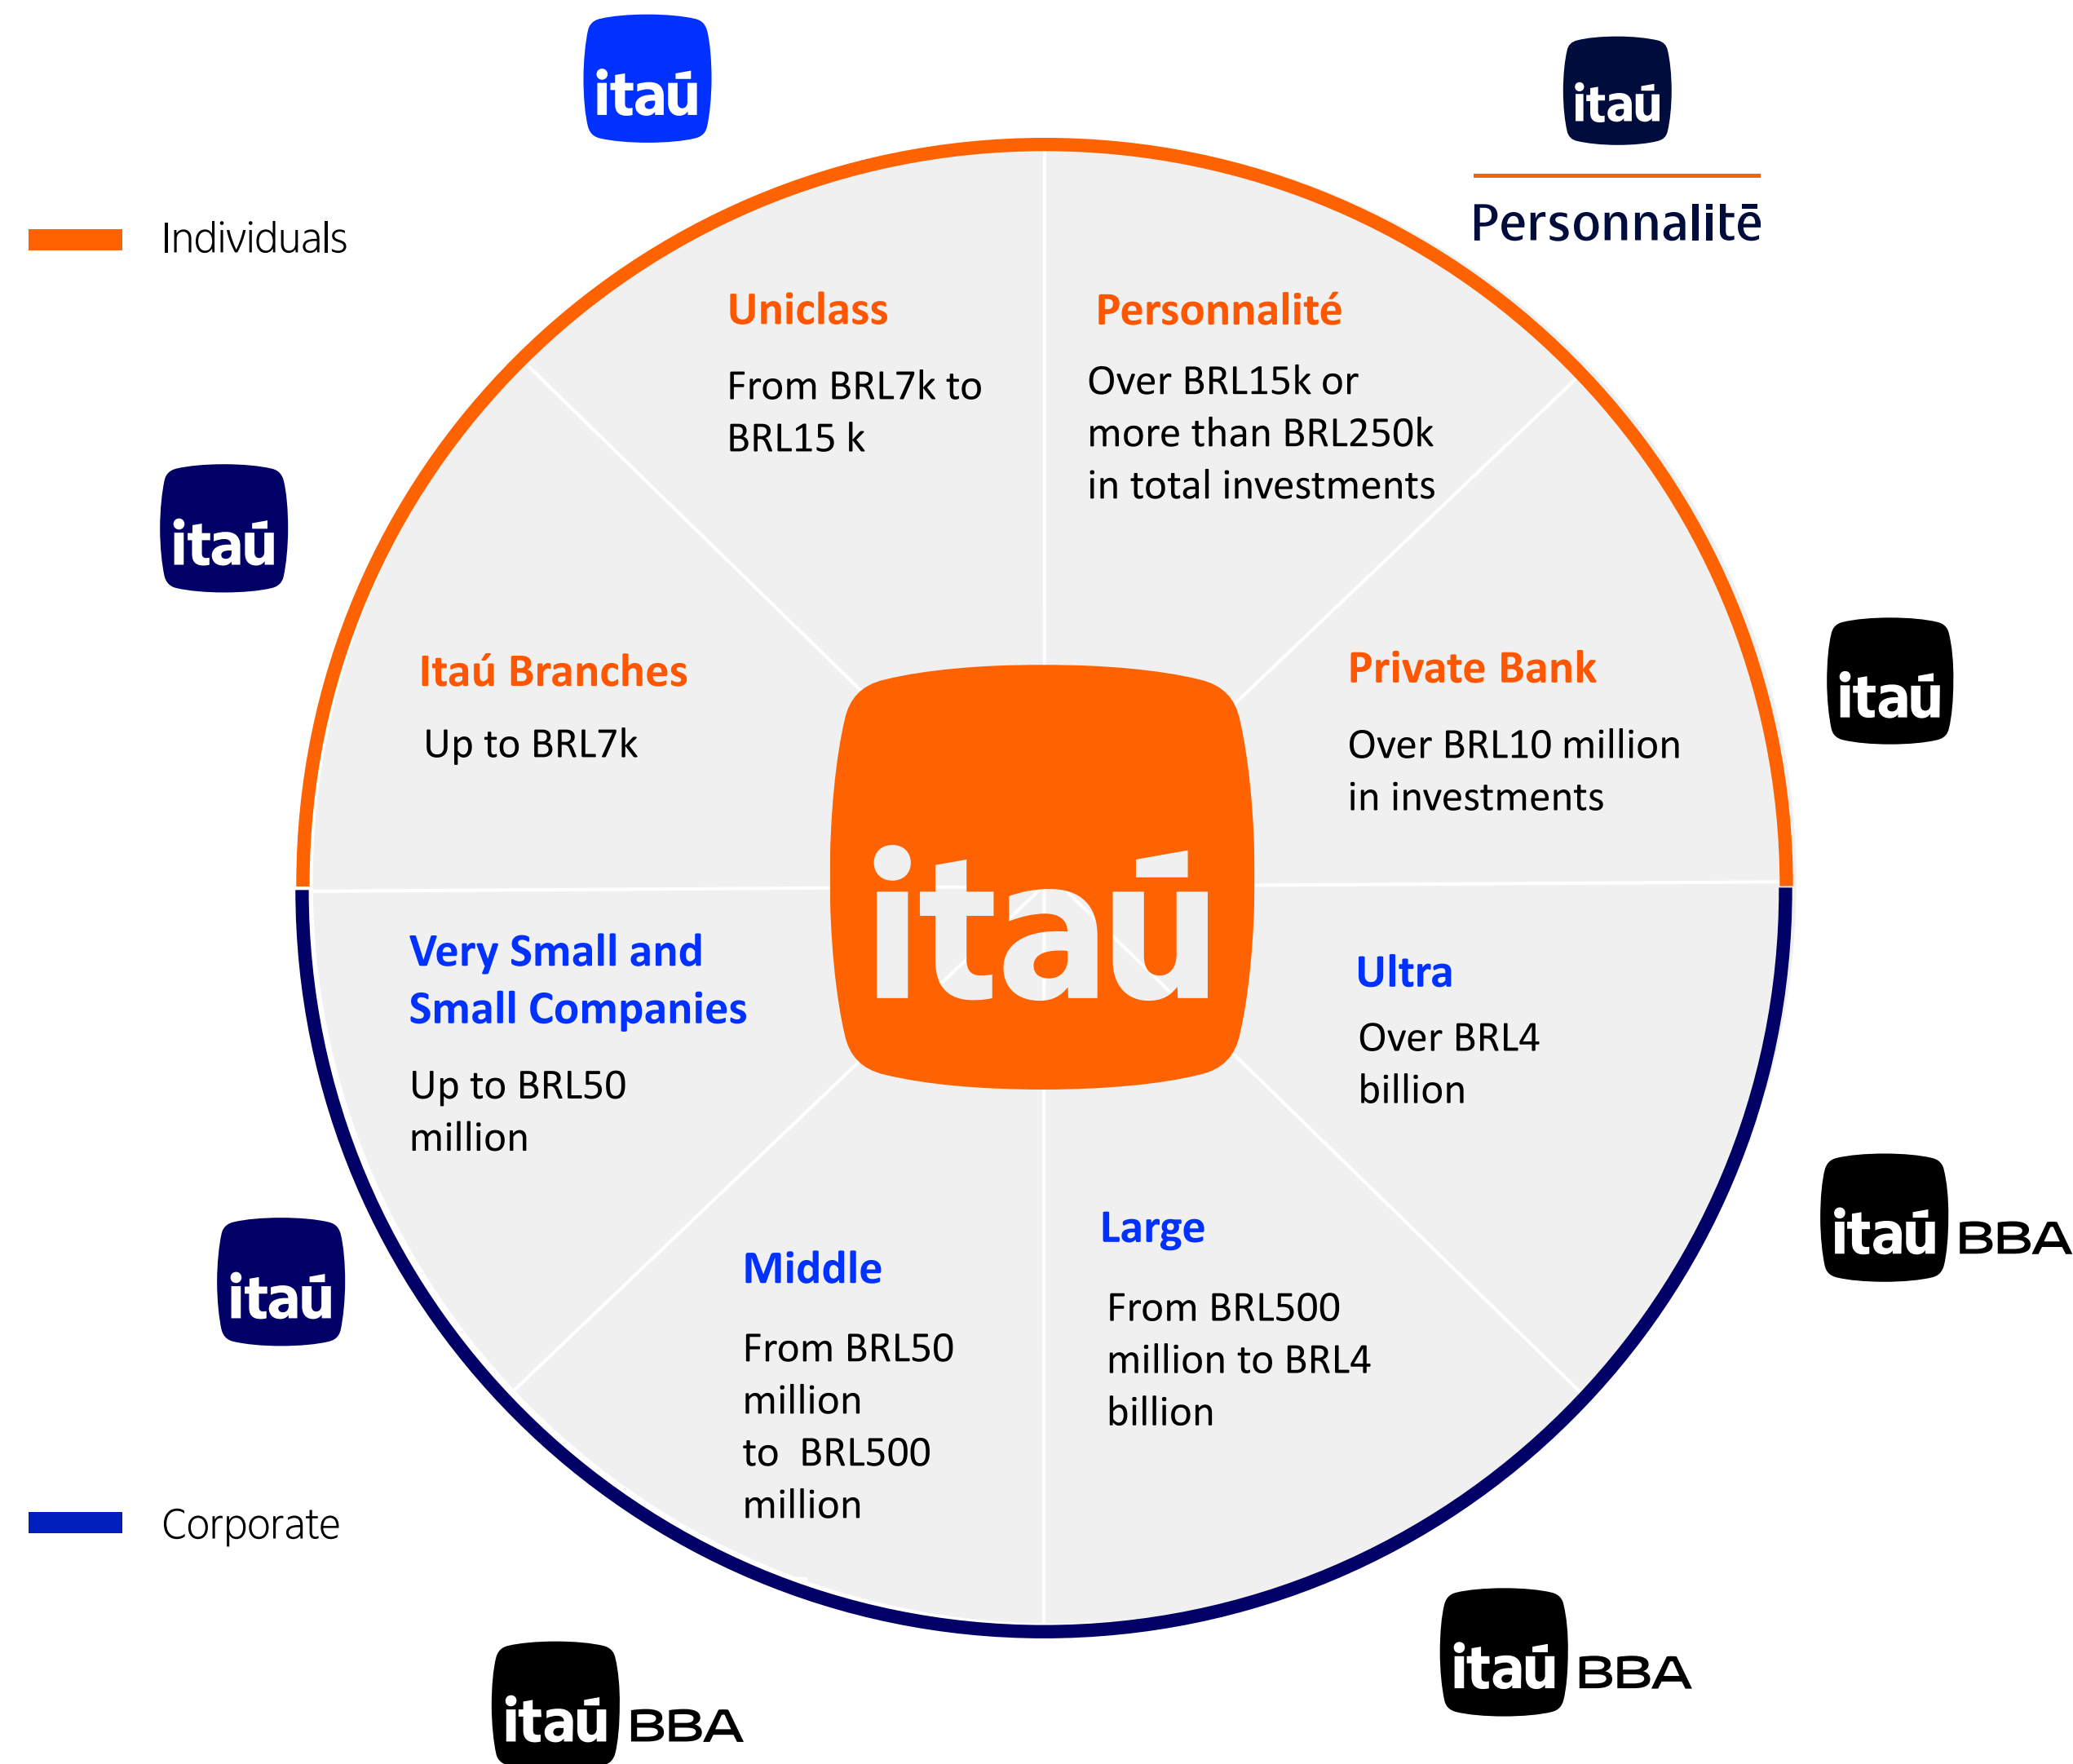 itaú
itaú
Personnalitē
Individuals
Uniclass
From BRL7k to
BRL15 k
Personnalité
Over BRL15k or
more than BRL250k
in total investments
itaú
Itaú Branches
Up to BRL7k
Private Bank
Over BRL10 million
in investments
itaú
itaú
Very Small and
Small Companies
Up to BRL50
million
Ultra
Over BRL4
billion
itaú BBA
itaú
Middle
From BRL50
million
to  BRL500
million
Large
From BRL500
million to BRL4
billion
Corporate
itaú BBA
itaú BBA